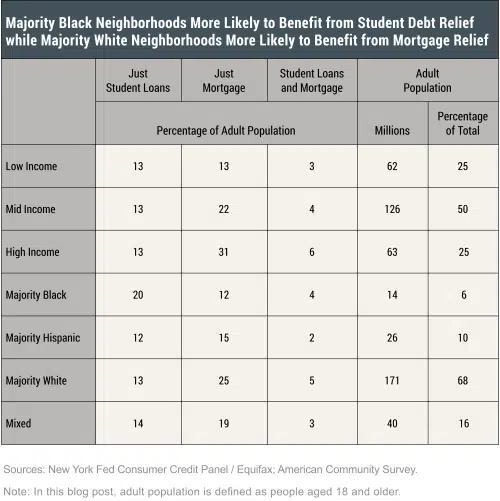 Majority Black Neighborhoods More Likely to Benefit from Student Debt Relief
while Majority White Neighborhoods More Likely to Benefit from Mortgage Relief
Just Student Loans Just Mortgage Student Loans and Mortgage Adult Population
Percentage of Adult Population Millions Percentage of Total
Low Income 13 13 3 62 25
Mid Income 13 22 4 126 50
High Income 13 31 6 63 25
Majority Black 20 12 4 14 6
Majority Hispanic 12 15 2 26 10
Majority White 13 25 5 171 68
Mixed 14 19 3 40 16
Sources: New York Fed Consumer Credit Panel / Equifax; American Community Survey.
Note: In this blog post, adult population is defined as people aged 18 and older.